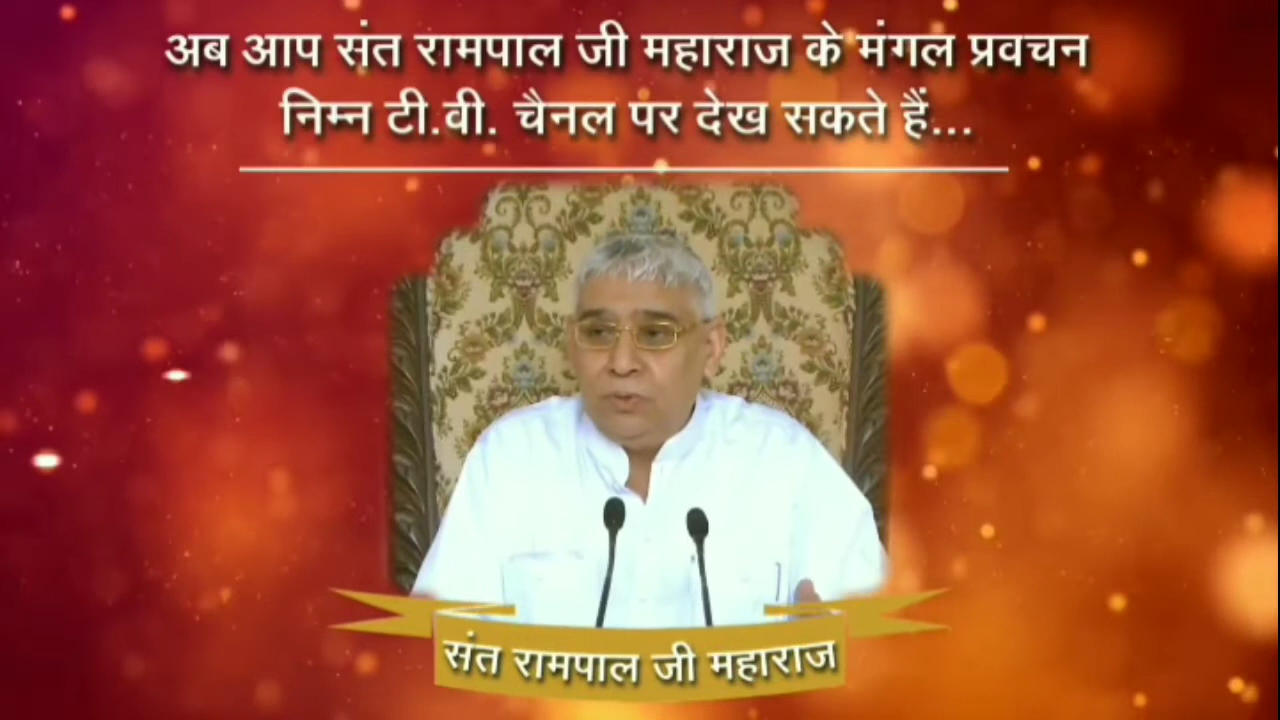 अब आप संत रामपाल जी महाराज के मंगल प्रवचन
निम्न टी.वी. चैनल पर देख सकते हैं...
संत रामपाल जी महाराज